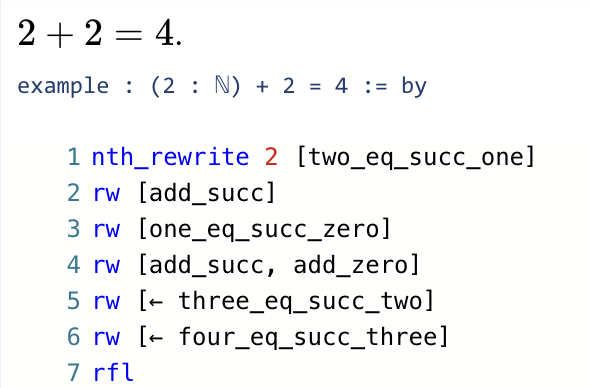 2 + 2 = 4.
example : (2 : ℕ) + 2 = 4 := by
1 nth_rewrite 2 [two_eq_succ_one]
2 rw [add_succ]
3 rw [one_eq_succ_zero]
4 rw [add_succ, add_zero]
5 rw [← three_eq_succ_two]
6 rw [← four_eq_succ_three]
7 rfl